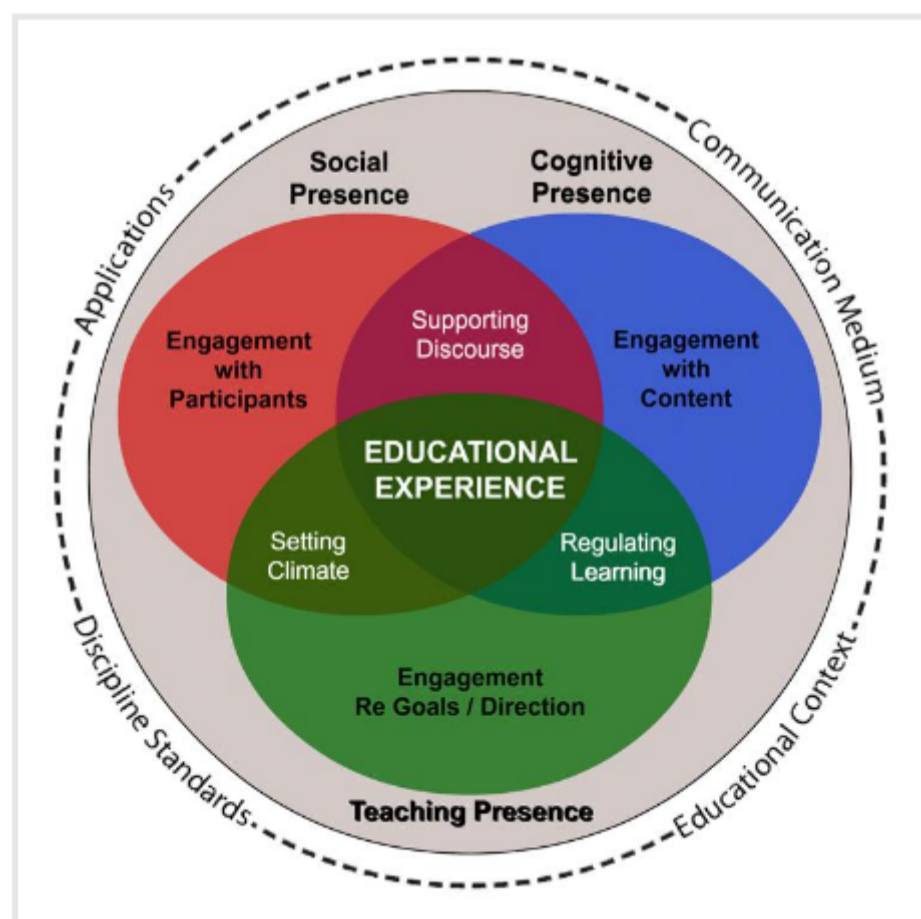 Social
Presence
Cognitive
Presence
Applications
Communication Medium
Supporting
Discourse
Engagement
with
Participants
Engagement
with
Content
EDUCATIONAL
EXPERIENCE
Setting
Climate
Regulating
Learning
Engagement
Re Goals / Direction
Discipline Standards
Educational Context
Teaching Presence